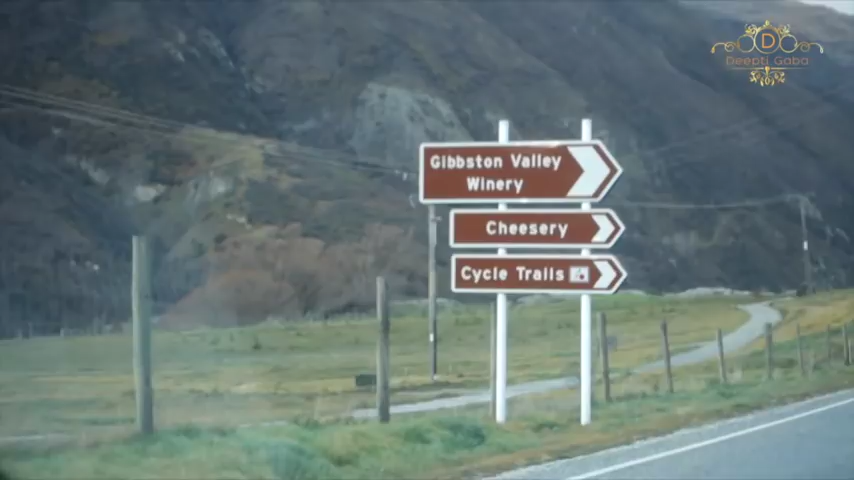 D
Deepti Gaba
Gibbston Valley
Winery
Cheesery
Cycle Trails